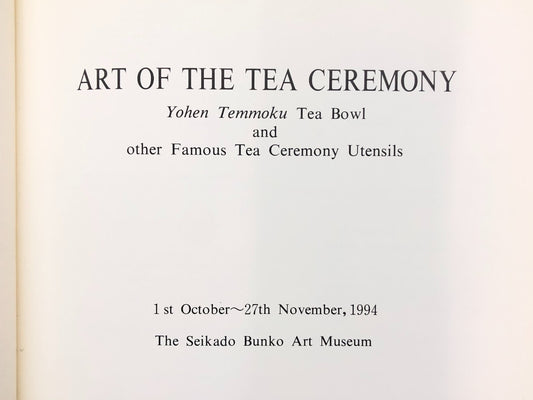 ART OF THE TEA CEREMONY
Yohen Temmoku Tea Bowl
and
other Famous Tea Ceremony Utensils
1 st October～27th November, 1994
The Seikado Bunko Art Museum